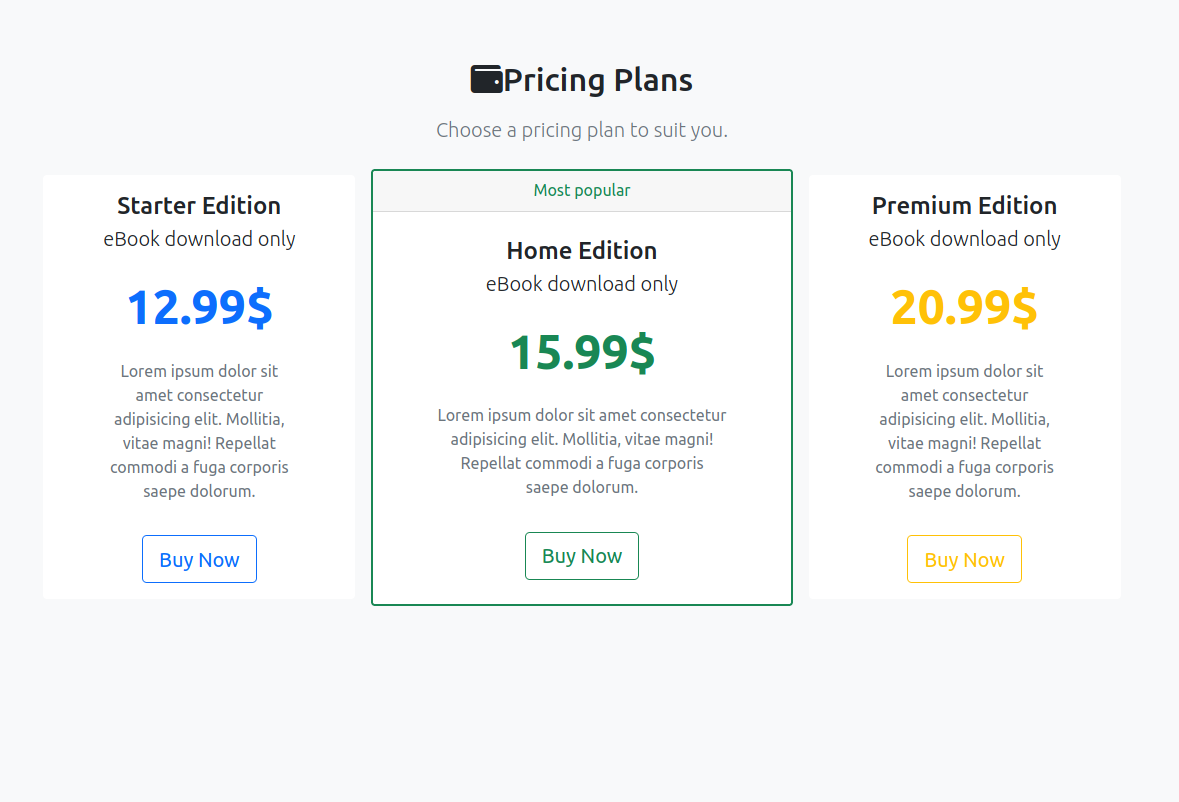 Pricing Plans
Choose a pricing plan to suit you.
Starter Edition
eBook download only
12.99$
Lorem ipsum dolor sit
amet consectetur
adipisicing elit. Mollitia,
vitae magni! Repellat
commodi a fuga corporis
saepe dolorum.
Buy Now
Most popular
Home Edition
eBook download only
15.99$
Lorem ipsum dolor sit amet consectetur
adipisicing elit. Mollitia, vitae magni!
Repellat commodi a fuga corporis
saepe dolorum.
Buy Now
Premium Edition
eBook download only
20.99$
Lorem ipsum dolor sit
amet consectetur
adipisicing elit. Mollitia,
vitae magni! Repellat
commodi a fuga corporis
saepe dolorum.
Buy Now